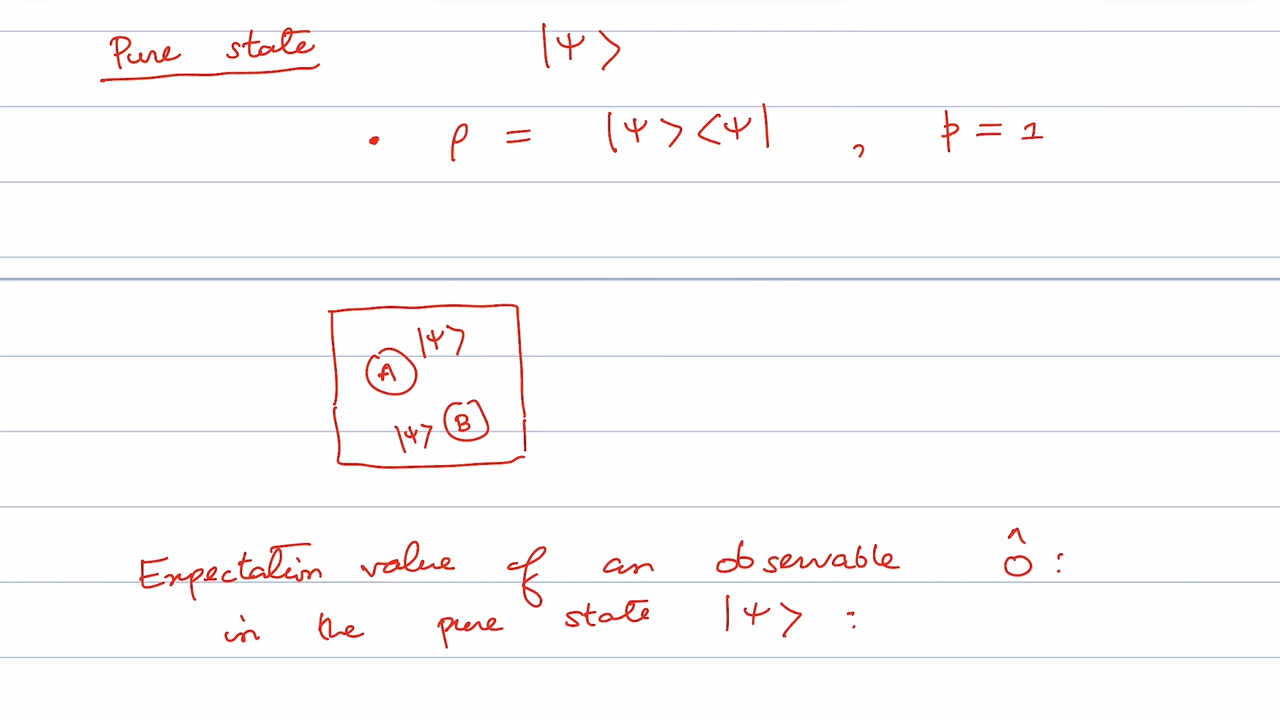 Pure state |Ψ>
• ρ = |Ψ> <Ψ| , p = 1
A |Ψ>
|Ψ> B
Expectation value of an observable Ô :
in the pure state |Ψ> :